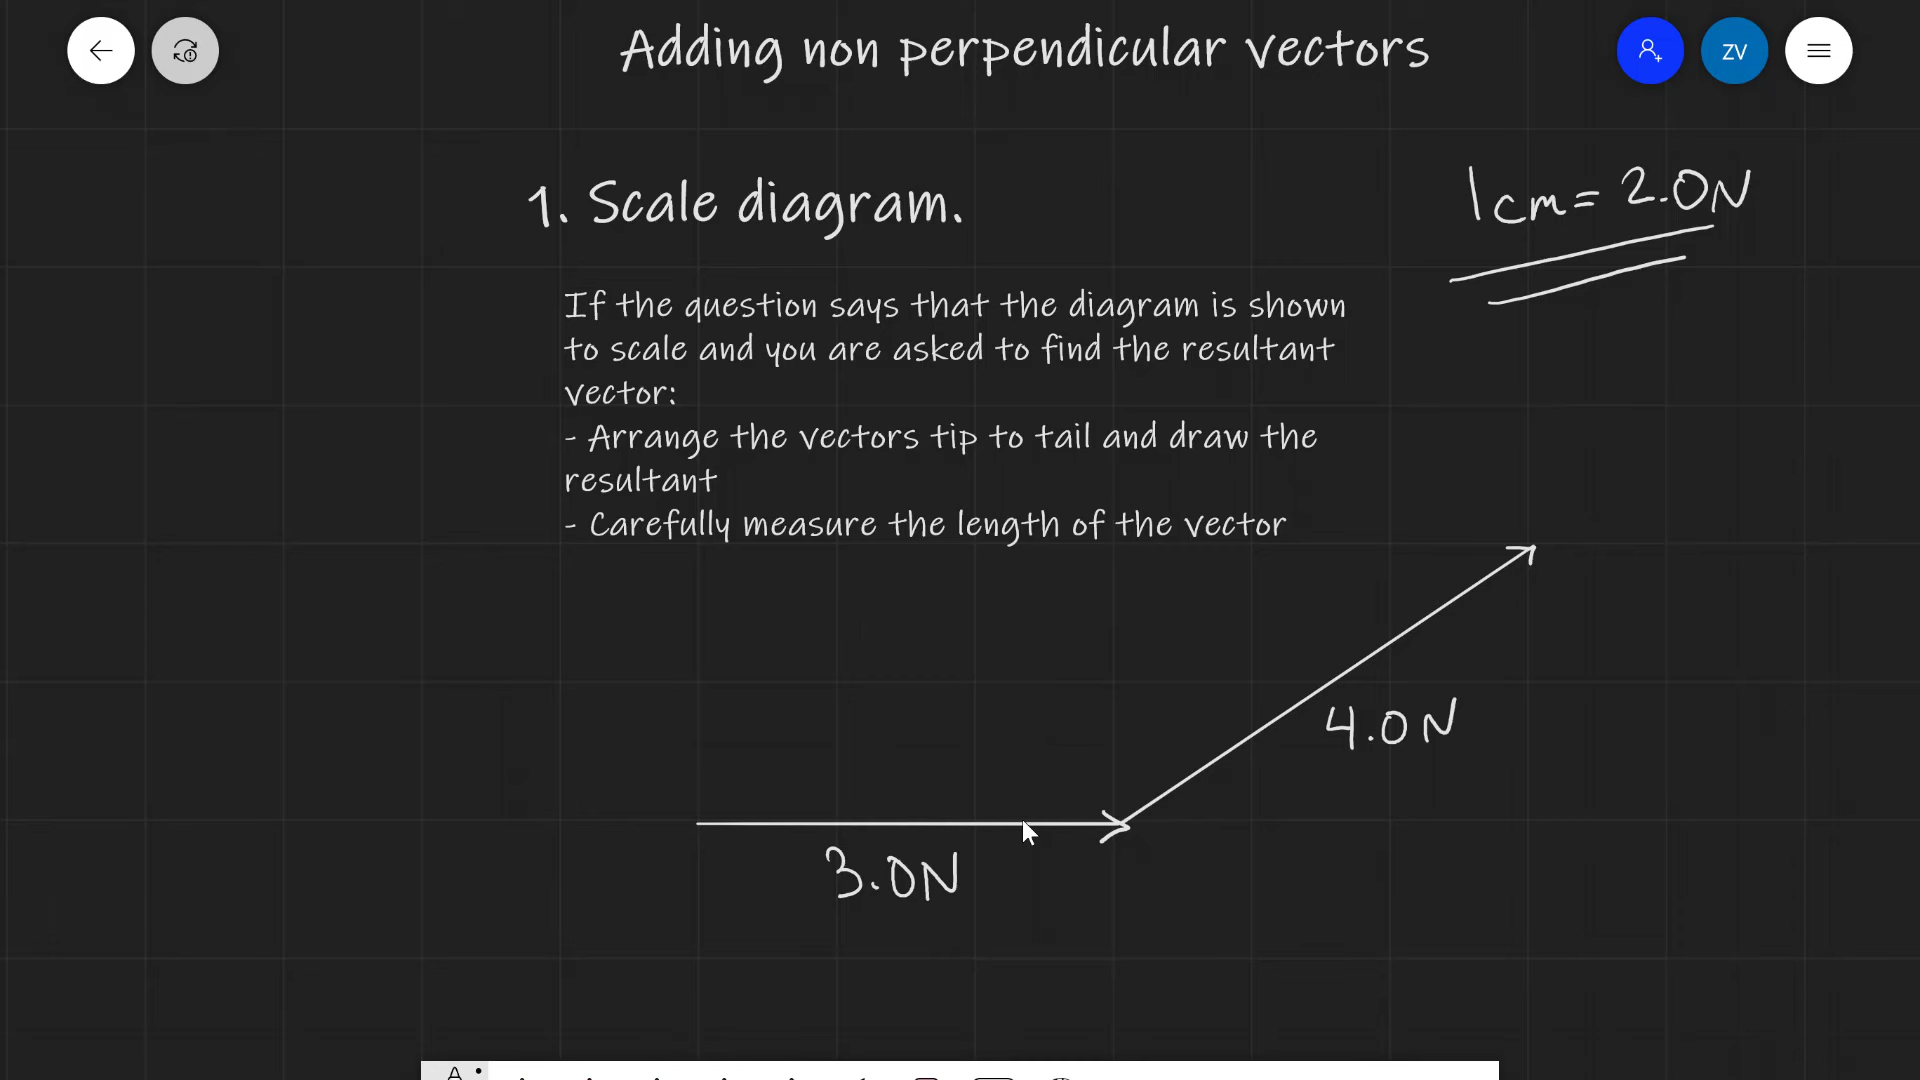 Adding non perpendicular vectors
ZV
1. Scale diagram.
1cm = 2.0N
If the question says that the diagram is shown
to scale and you are asked to find the resultant
vector:
- Arrange the vectors tip to tail and draw the
resultant
- Carefully measure the length of the vector
4.0N
3.0N